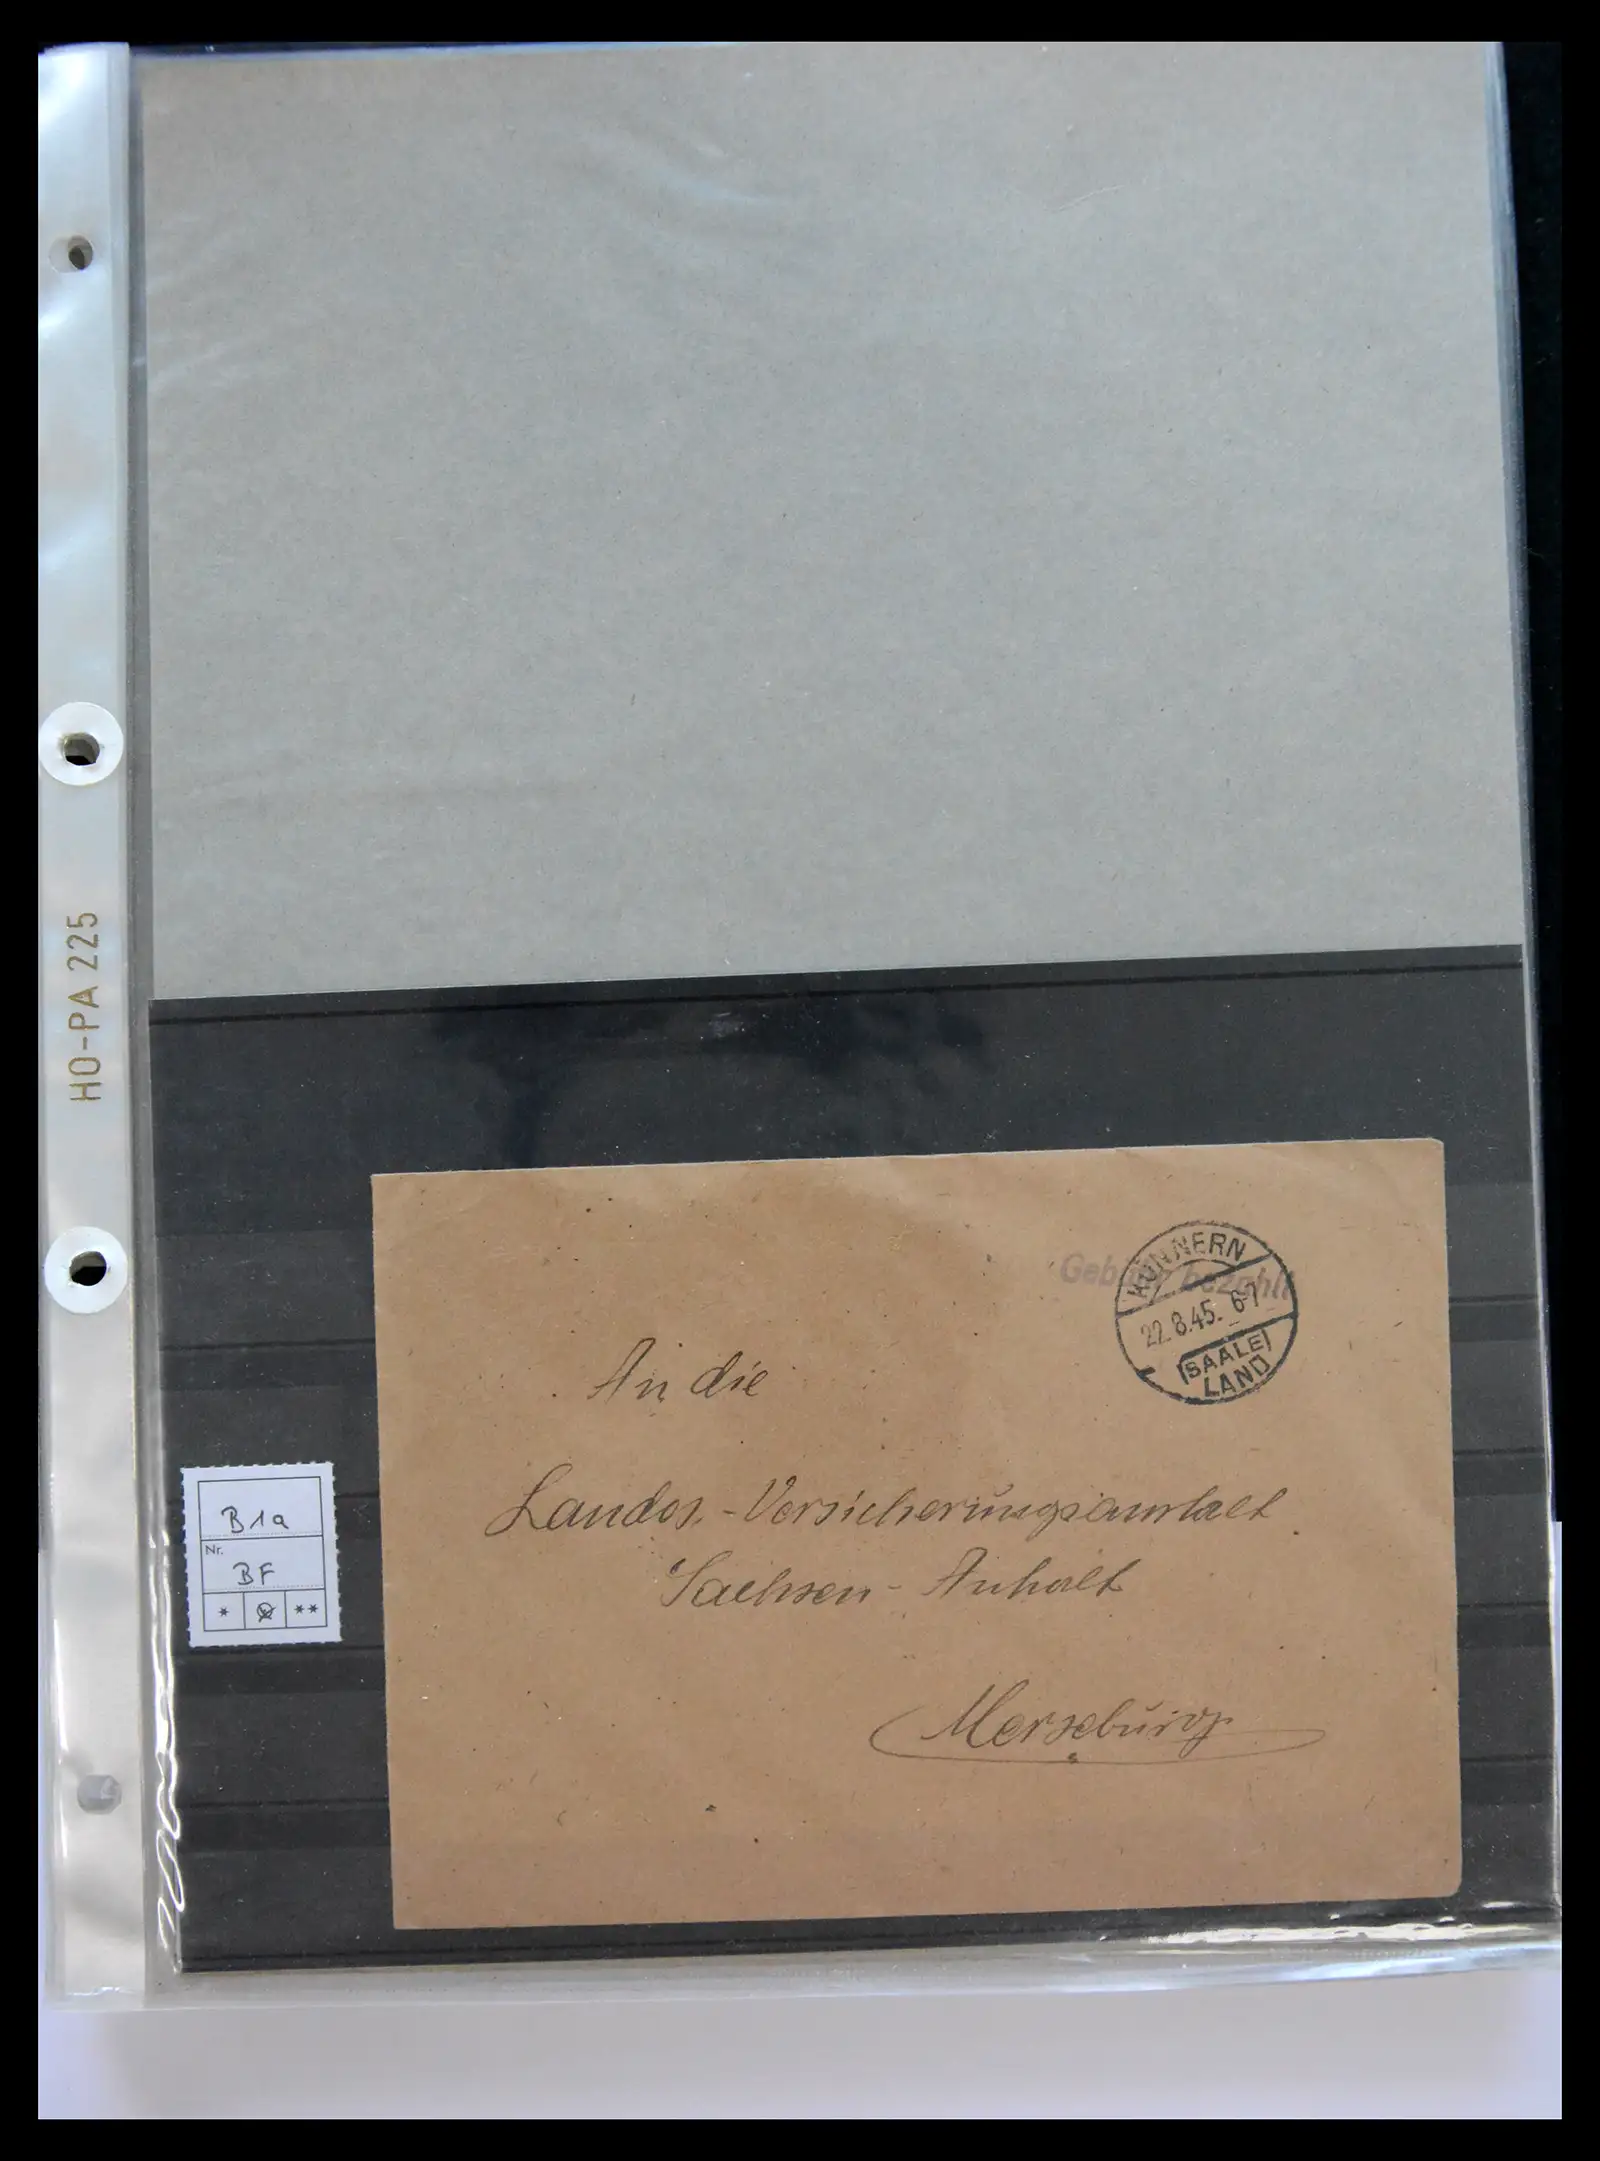 HO-PA 225
Gebühr bezahlt
KÖNNERN
22.8.45. 6-7
SAALE
LAND
An die
Landes.-Versicherungsanstalt
Sachsen-Anhalt
Merseburg
B1a
Nr.
BF
* **